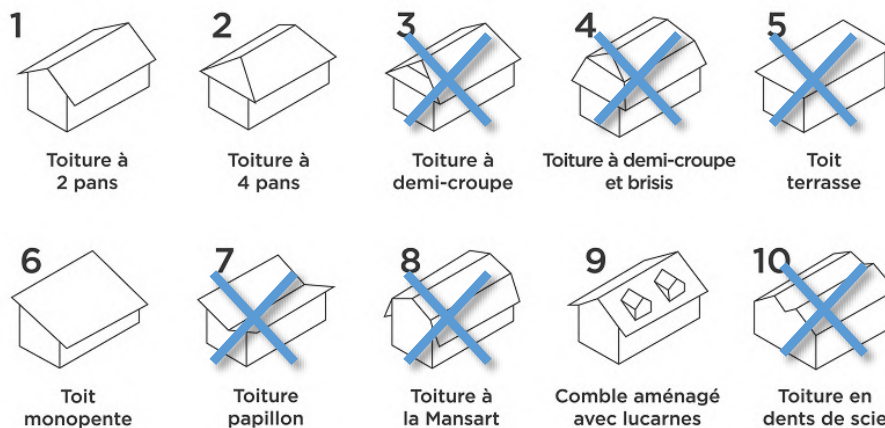 1 2 3 4 5
Toiture à Toiture à Toiture à Toiture à demi-croupe Toit
2 pans 4 pans demi-croupe et brisis terrasse
6 7 8 9 10
Toit Toiture Toiture à Comble aménagé Toiture en
monopente papillon la Mansart avec lucarnes dents de scie